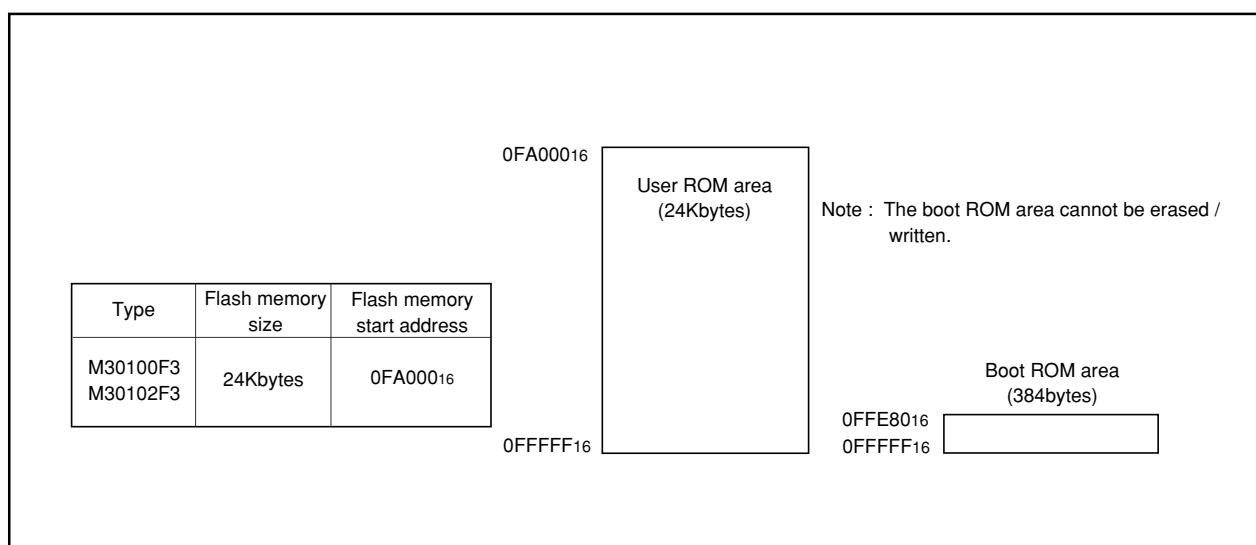 0FA00016
User ROM area
(24Kbytes)
Note : The boot ROM area cannot be erased /
written.
Type
Flash memory
size
Flash memory
start address
M30100F3
M30102F3
24Kbytes
0FA00016
0FFFFF16
Boot ROM area
(384bytes)
0FFE8016
0FFFFF16